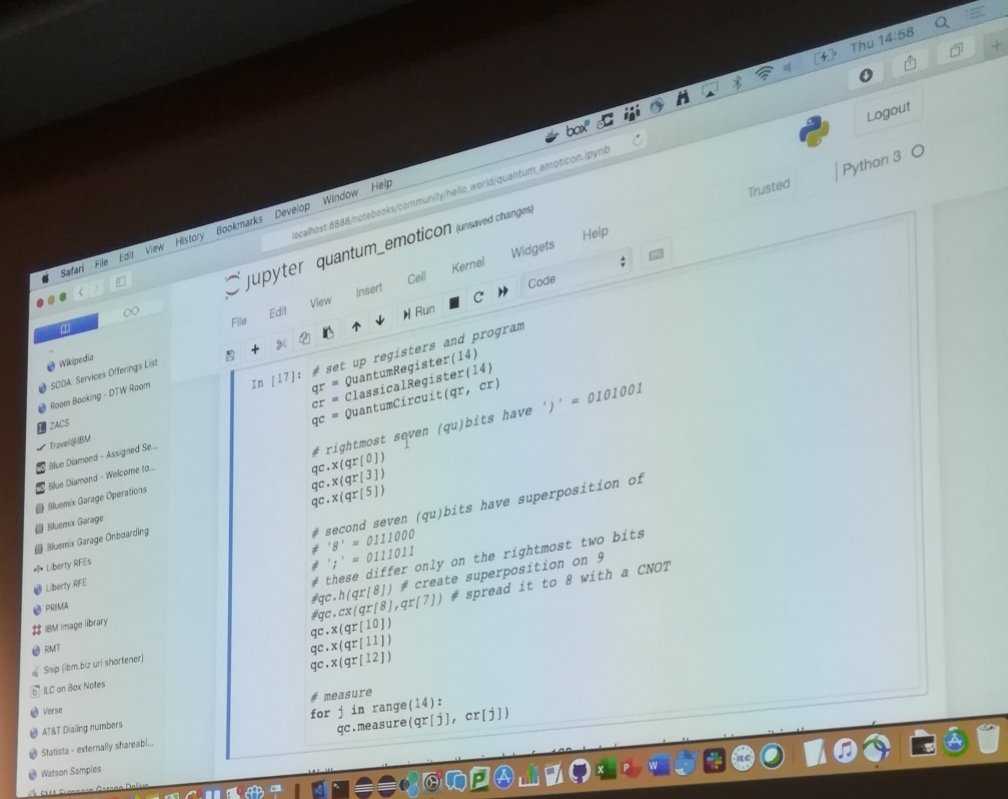 Safari File Edit View History Bookmarks Develop Window Help
box
Thu 14:58
localhost:8888/notebooks/community/hello_world/quantum_emoticon.ipynb
jupyter quantum_emoticon (unsaved changes)
Logout
File Edit View Insert Cell Kernel Widgets Help
Trusted
Python 3
Run
Code
Wikipedia
SODA: Services Offerings List
Room Booking - DTW Room
ZACS
Travel@IBM
Blue Diamond - Assigned Se...
Blue Diamond - Welcome to...
Bluemix Garage Operations
Bluemix Garage
Bluemix Garage Onboarding
Liberty RFEs
Liberty RFE
PRIMA
IBM image library
RMT
Snip (ibm.biz url shortener)
ILC on Box Notes
Verse
AT&T Dialing numbers
Statista - externally shareabl...
Watson Samples
In [17]:
# set up registers and program
qr = QuantumRegister(14)
cr = ClassicalRegister(14)
qc = QuantumCircuit(qr, cr)
# rightmost seven (qu)bits have ')' = 0101001
qc.x(qr[0])
qc.x(qr[3])
qc.x(qr[5])
# second seven (qu)bits have superposition of
# '8' = 0111000
# ';' = 0111011
# these differ only on the rightmost two bits
#qc.h(qr[8]) # create superposition on 9
#qc.cx(qr[8],qr[7]) # spread it to 8 with a CNOT
qc.x(qr[10])
qc.x(qr[11])
qc.x(qr[12])
# measure
for j in range(14):
qc.measure(qr[j], cr[j])